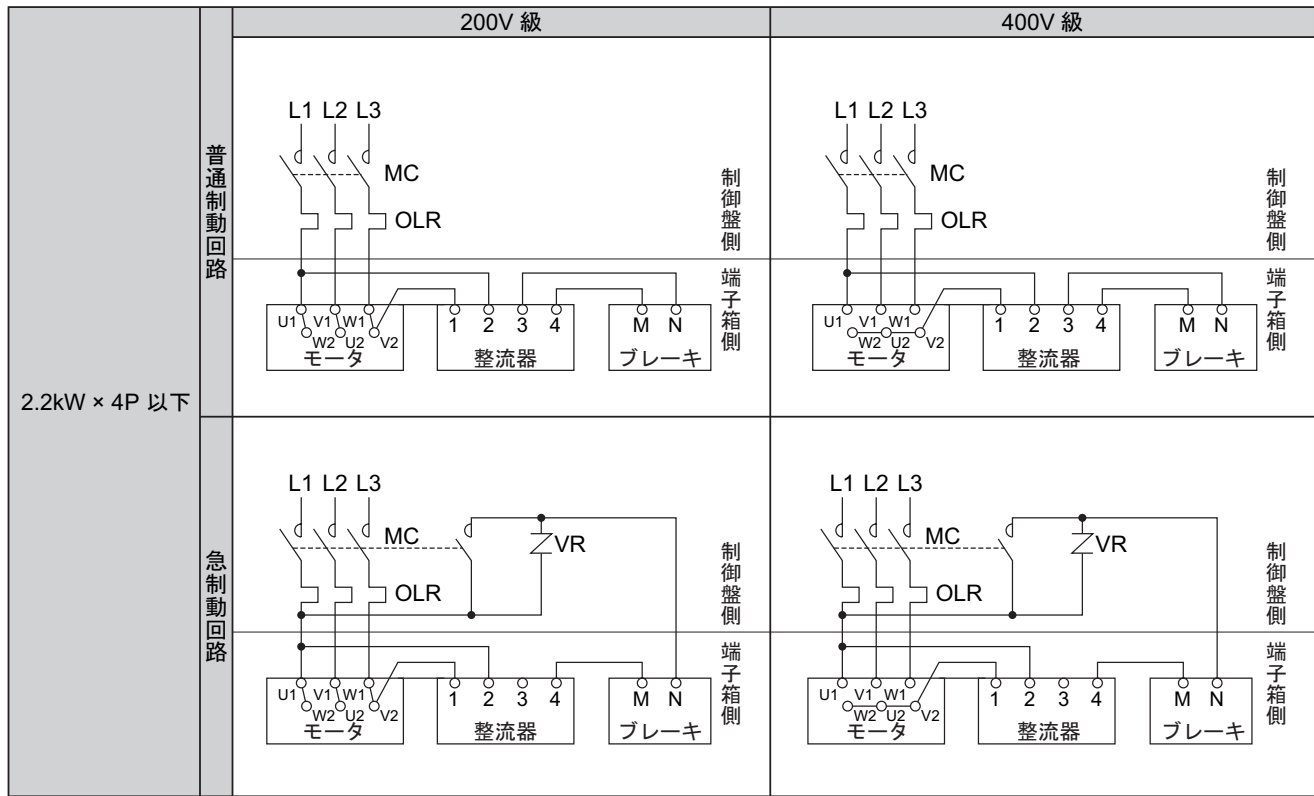 200V 級
400V 級
2.2kW × 4P 以下
普通制動回路
L1 L2 L3
MC
OLR
制御盤側
端子箱側
U1 V1 W1
W2 U2 V2
モータ
1 2 3 4
整流器
M N
ブレーキ
L1 L2 L3
MC
OLR
制御盤側
端子箱側
U1 V1 W1
W2 U2 V2
モータ
1 2 3 4
整流器
M N
ブレーキ
急制動回路
L1 L2 L3
MC
VR
OLR
制御盤側
端子箱側
U1 V1 W1
W2 U2 V2
モータ
1 2 3 4
整流器
M N
ブレーキ
L1 L2 L3
MC
VR
OLR
制御盤側
端子箱側
U1 V1 W1
W2 U2 V2
モータ
1 2 3 4
整流器
M N
ブレーキ